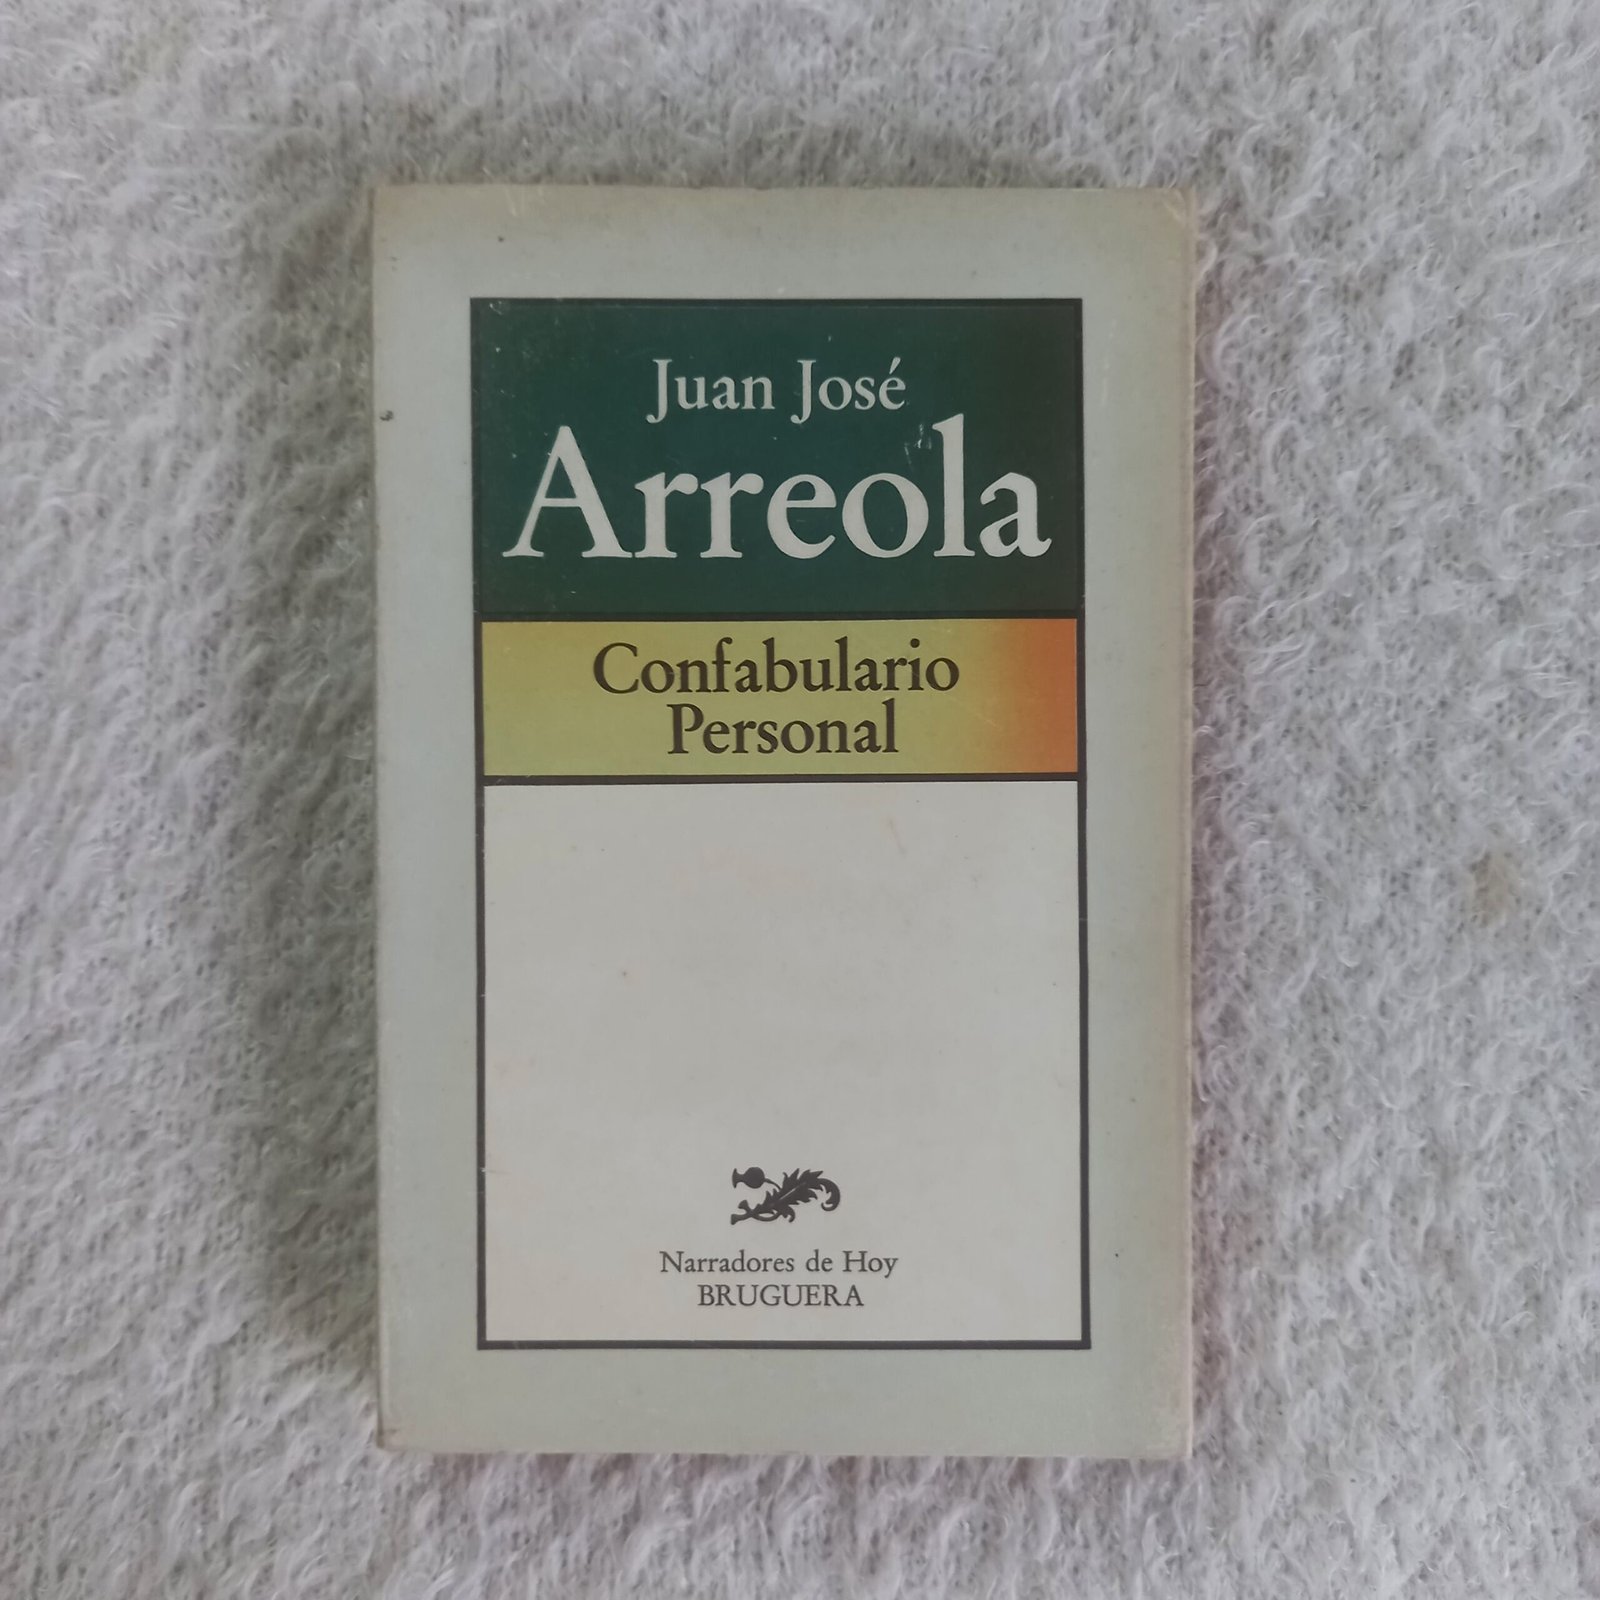 Juan José
Arreola
Confabulario
Personal
Narradores de Hoy
BRUGUERA